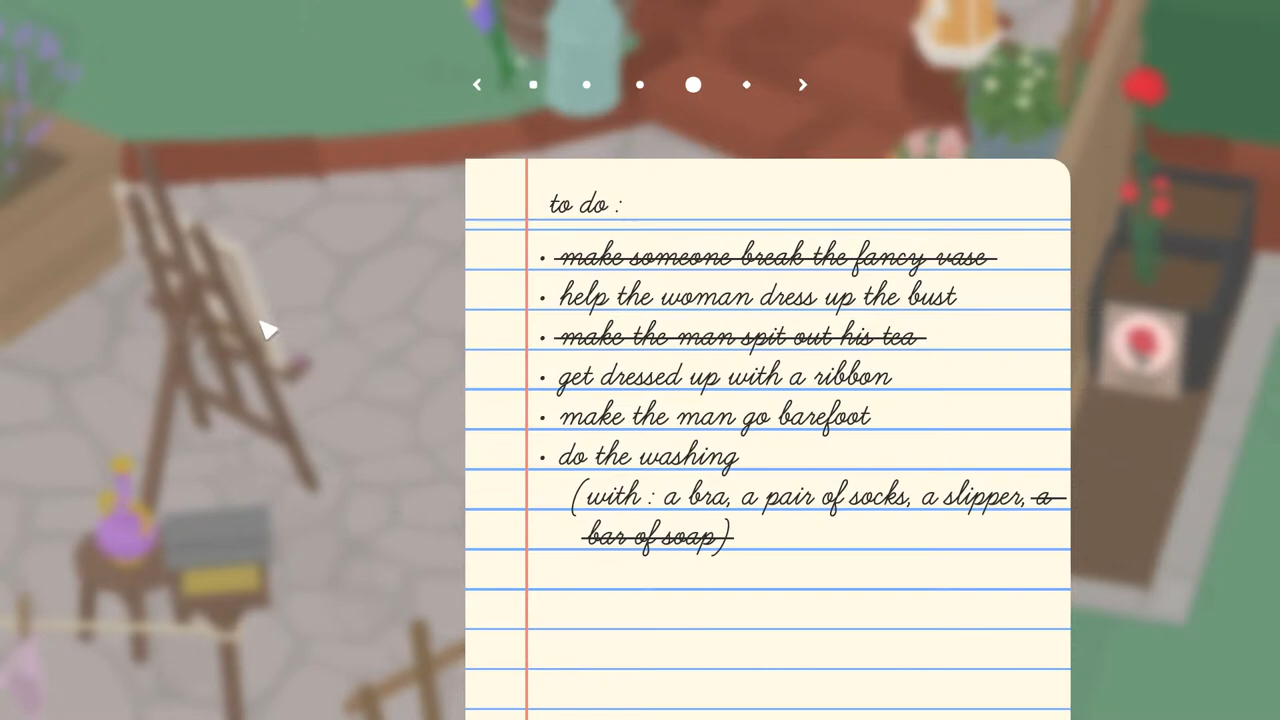 to do :
• make someone break the fancy vase
• help the woman dress up the bust
• make the man spit out his tea
• get dressed up with a ribbon
• make the man go barefoot
• do the washing
(with : a bra, a pair of socks, a slipper, a
bar of soap)